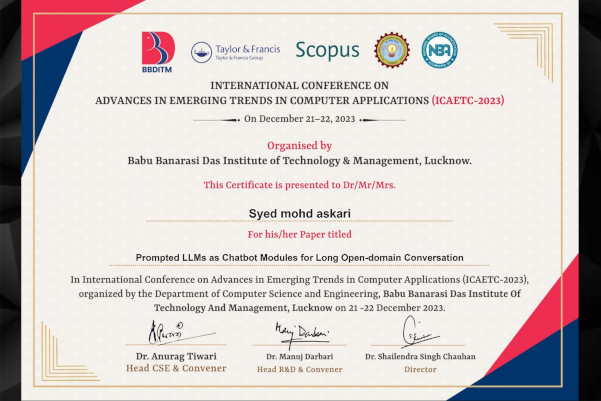 BBDITM
Taylor & Francis
Taylor & Francis Group
Scopus
NBA
INTERNATIONAL CONFERENCE ON
ADVANCES IN EMERGING TRENDS IN COMPUTER APPLICATIONS (ICAETC-2023)
On December 21–22, 2023
Organised by
Babu Banarasi Das Institute of Technology & Management, Lucknow.
This Certificate is presented to Dr/Mr/Mrs.
Syed mohd askari
For his/her Paper titled
Prompted LLMs as Chatbot Modules for Long Open-domain Conversation
In International Conference on Advances in Emerging Trends in Computer Applications (ICAETC-2023),
organized by the Department of Computer Science and Engineering, Babu Banarasi Das Institute Of
Technology And Management, Lucknow on 21 -22 December 2023.
Dr. Anurag Tiwari
Head CSE & Convener
Manuj Darbari
Dr. Manuj Darbari
Head R&D & Convener
Dr. Shailendra Singh Chauhan
Director